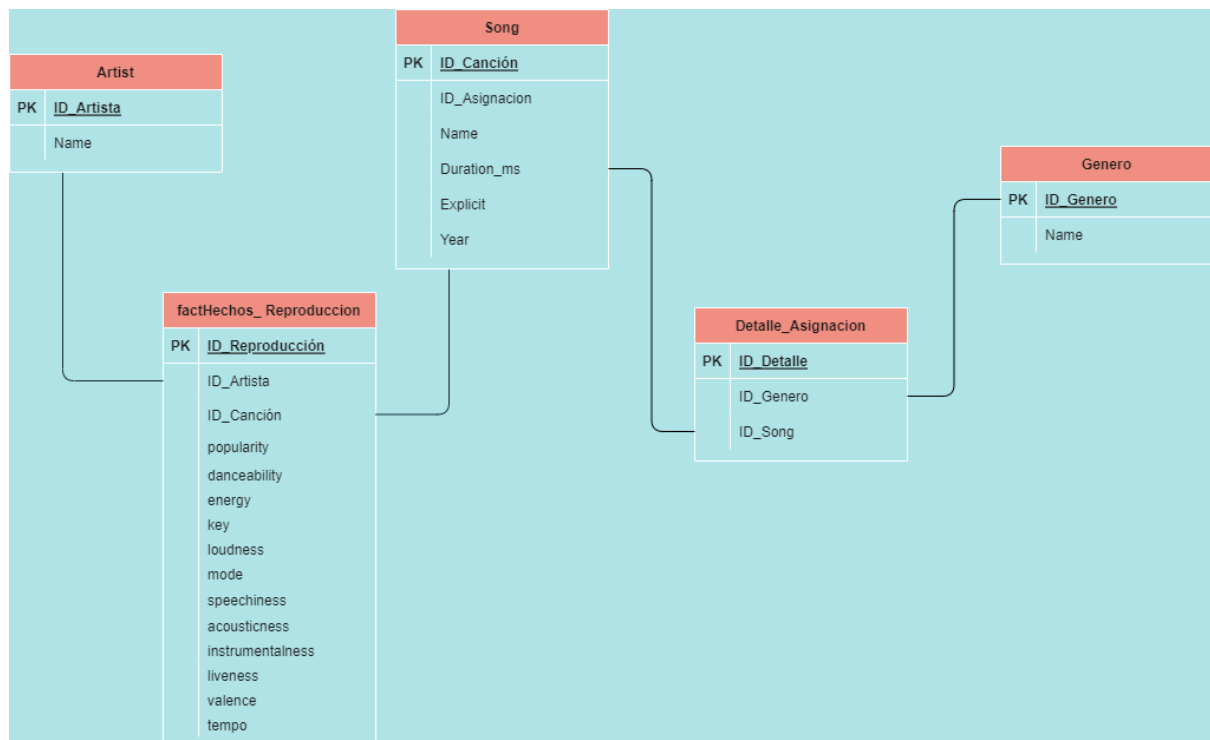 Artist
PK ID_Artista
Name
Song
PK ID_Canción
ID_Asignacion
Name
Duration_ms
Explicit
Year
Genero
PK ID_Genero
Name
factHechos_ Reproduccion
PK ID_Reproducción
ID_Artista
ID_Canción
popularity
danceability
energy
key
loudness
mode
speechiness
acousticness
instrumentalness
liveness
valence
tempo
Detalle_Asignacion
PK ID_Detalle
ID_Genero
ID_Song